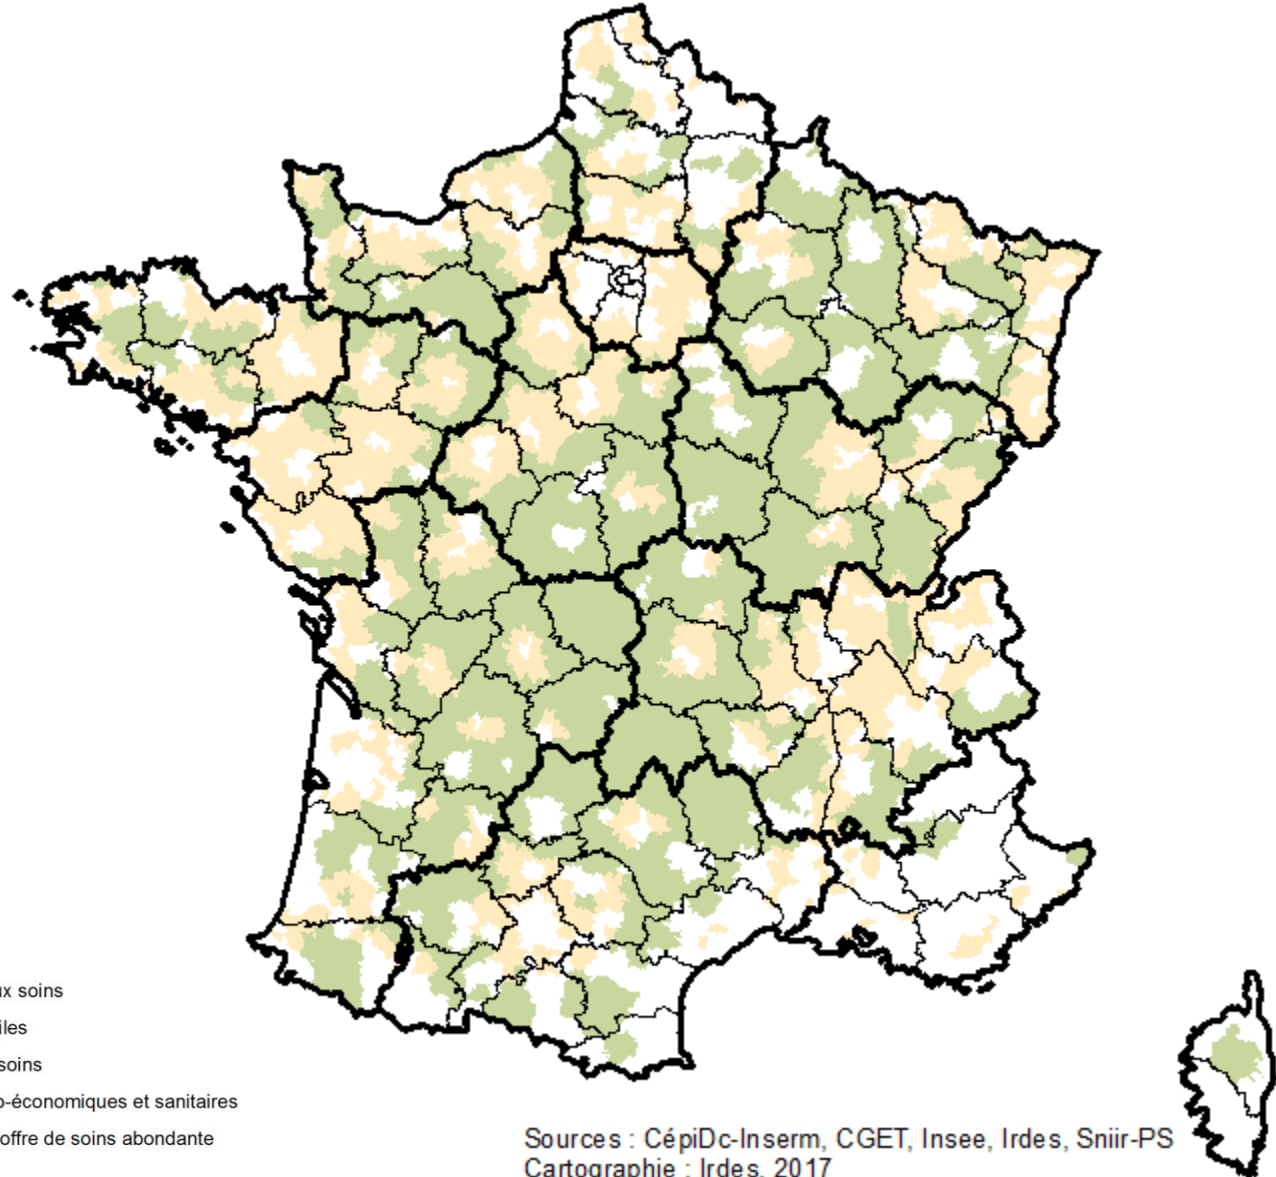 ux soins
iles
soins
o-économiques et sanitaires
offre de soins abondante
Sources : CépiDc-Inserm, CGET, Insee, Irdes, Sniir-PS
Cartographie : Irdes, 2017